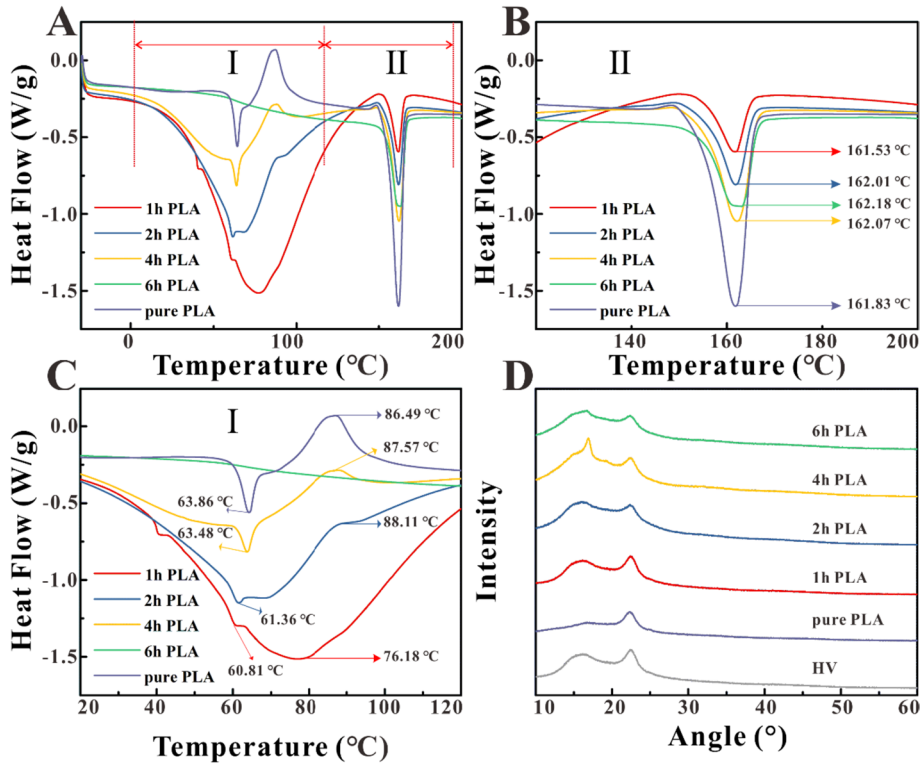 A
I
II
0.0
-0.5
-1.0
-1.5
Heat Flow (W/g)
1h PLA
2h PLA
4h PLA
6h PLA
pure PLA
0
100
200
Temperature (℃)
B
II
0.0
-0.5
-1.0
-1.5
Heat Flow (W/g)
161.53 ℃
162.01 ℃
162.18 ℃
162.07 ℃
161.83 ℃
1h PLA
2h PLA
4h PLA
6h PLA
pure PLA
140
160
180
200
Temperature (℃)
C
I
0.0
-0.5
-1.0
-1.5
Heat Flow (W/g)
86.49 ℃
87.57 ℃
63.86 ℃
63.48 ℃
88.11 ℃
61.36 ℃
60.81 ℃
76.18 ℃
1h PLA
2h PLA
4h PLA
6h PLA
pure PLA
20
40
60
80
100
120
Temperature (℃)
D
Intensity
6h PLA
4h PLA
2h PLA
1h PLA
pure PLA
HV
10
20
30
40
50
60
Angle (°)